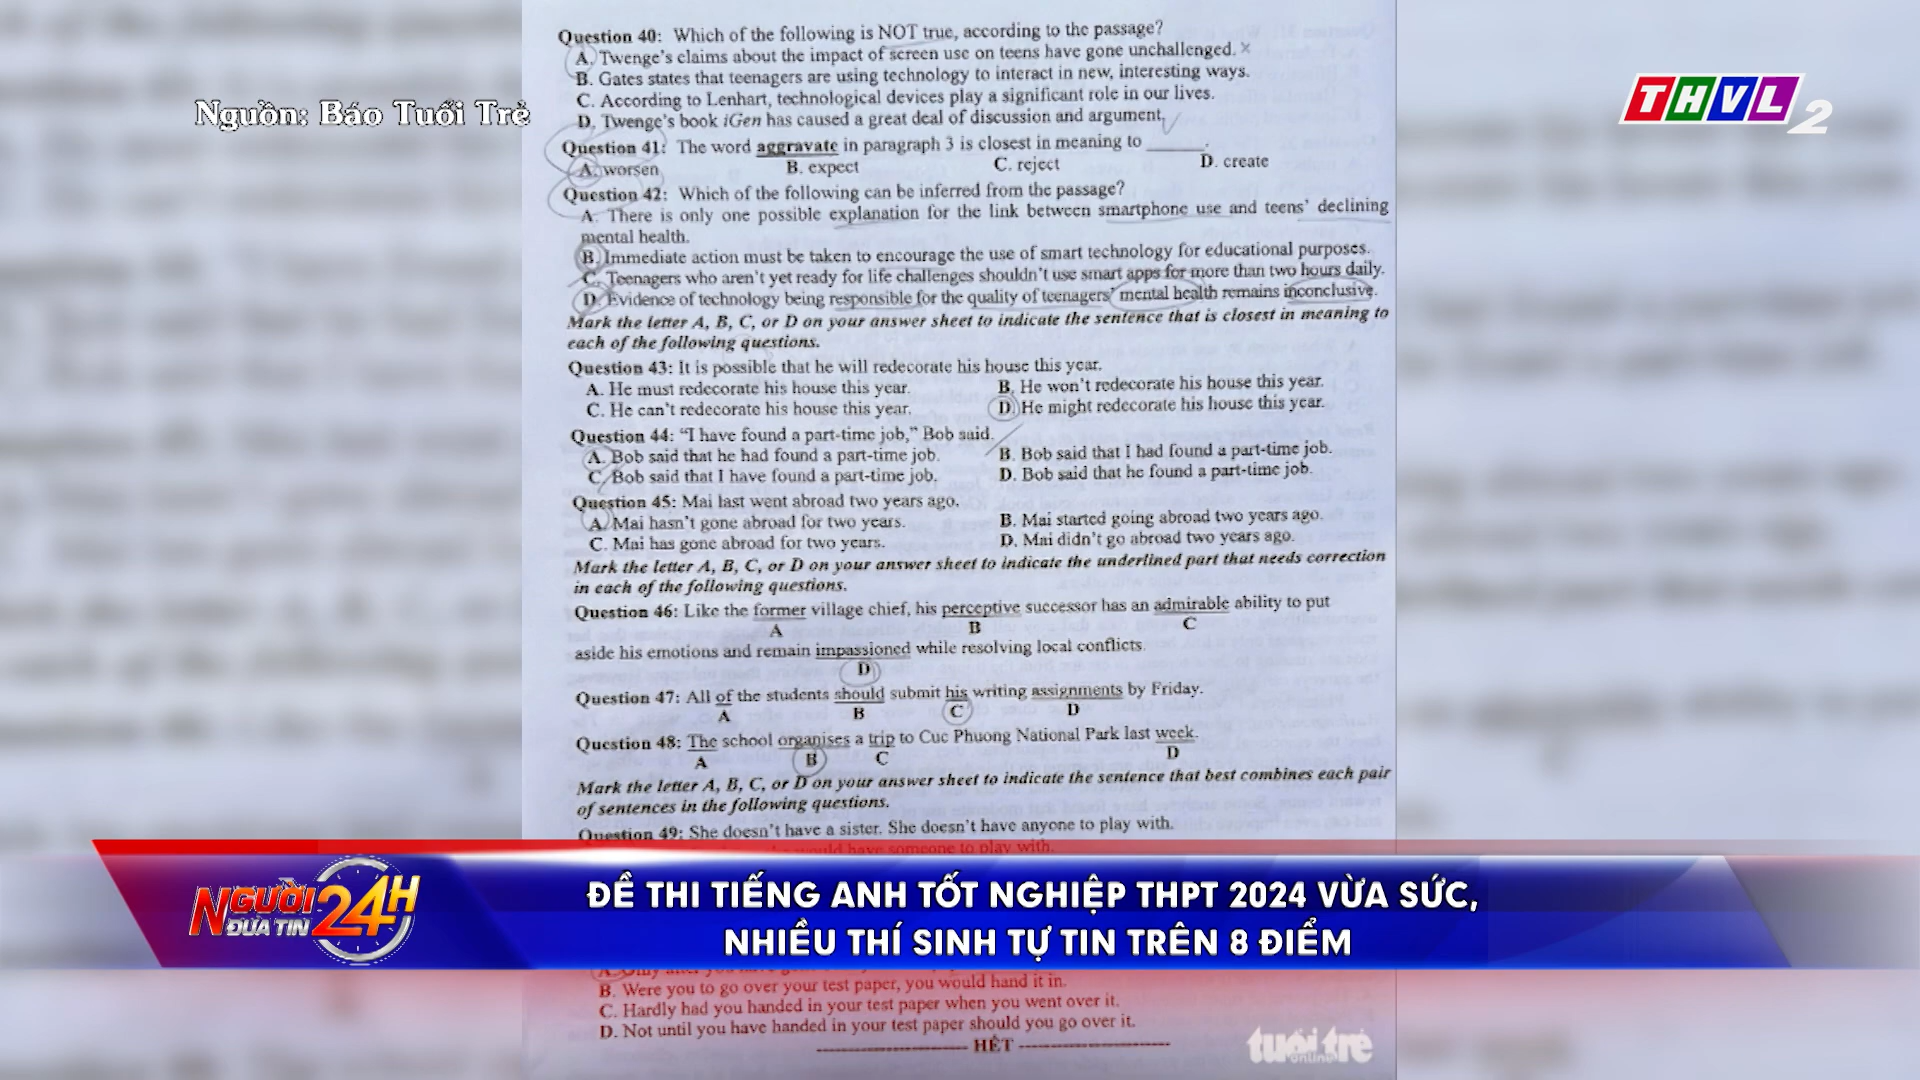 Question 40: Which of the following is NOT true, according to the passage?
A. Twenge's claims about the impact of screen use on teens have gone unchallenged.
B. Gates states that teenagers are using technology to interact in new, interesting ways.
C. According to Lenhart, technological devices play a significant role in our lives.
D. Twenge's book iGen has caused a great deal of discussion and argument.
Nguồn: Báo Tuổi Trẻ
THVL 2
Question 41: The word aggravate in paragraph 3 is closest in meaning to ______.
A. worsen B. expect C. reject D. create
Question 42: Which of the following can be inferred from the passage?
A. There is only one possible explanation for the link between smartphone use and teens' declining
mental health.
B. Immediate action must be taken to encourage the use of smart technology for educational purposes.
C. Teenagers who aren't yet ready for life challenges shouldn't use smart apps for more than two hours daily.
D. Evidence of technology being responsible for the quality of teenagers' mental health remains inconclusive.
Mark the letter A, B, C, or D on your answer sheet to indicate the sentence that is closest in meaning to
each of the following questions.
Question 43: It is possible that he will redecorate his house this year.
A. He must redecorate his house this year. B. He won't redecorate his house this year.
C. He can't redecorate his house this year. D. He might redecorate his house this year.
Question 44: “I have found a part-time job,” Bob said.
A. Bob said that he had found a part-time job. B. Bob said that I had found a part-time job.
C. Bob said that I have found a part-time job. D. Bob said that he found a part-time job.
Question 45: Mai last went abroad two years ago.
A. Mai hasn't gone abroad for two years. B. Mai started going abroad two years ago.
C. Mai has gone abroad for two years. D. Mai didn't go abroad two years ago.
Mark the letter A, B, C, or D on your answer sheet to indicate the underlined part that needs correction
in each of the following questions.
Question 46: Like the former village chief, his perceptive successor has an admirable ability to put
A B C
aside his emotions and remain impassioned while resolving local conflicts.
D
Question 47: All of the students should submit his writing assignments by Friday.
A B C D
Question 48: The school organises a trip to Cuc Phuong National Park last week.
A B C D
Mark the letter A, B, C, or D on your answer sheet to indicate the sentence that best combines each pair
of sentences in the following questions.
Question 49: She doesn't have a sister. She doesn't have anyone to play with.
would have someone to play with.
NGƯỜI ĐƯA TIN 24H
ĐỀ THI TIẾNG ANH TỐT NGHIỆP THPT 2024 VỪA SỨC,
NHIỀU THÍ SINH TỰ TIN TRÊN 8 ĐIỂM
A. Only after you have
B. Were you to go over your test paper, you would hand it in.
C. Hardly had you handed in your test paper when you went over it.
D. Not until you have handed in your test paper should you go over it.
HẾT
tuổi trẻ online